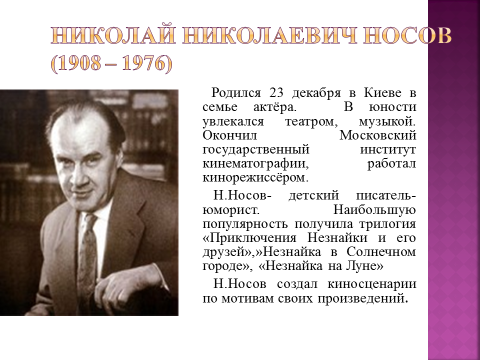 НИКОЛАЙ НИКОЛАЕВИЧ НОСОВ
(1908 – 1976)
Родился 23 декабря в Киеве в
семье актёра. В юности
увлекался театром, музыкой.
Окончил Московский
государственный институт
кинематографии, работал
кинорежиссёром.
Н.Носов- детский писатель-
юморист. Наибольшую
популярность получила трилогия
«Приключения Незнайки и его
друзей»,»Незнайка в Солнечном
городе», «Незнайка на Луне»
Н.Носов создал киносценарии
по мотивам своих произведений.